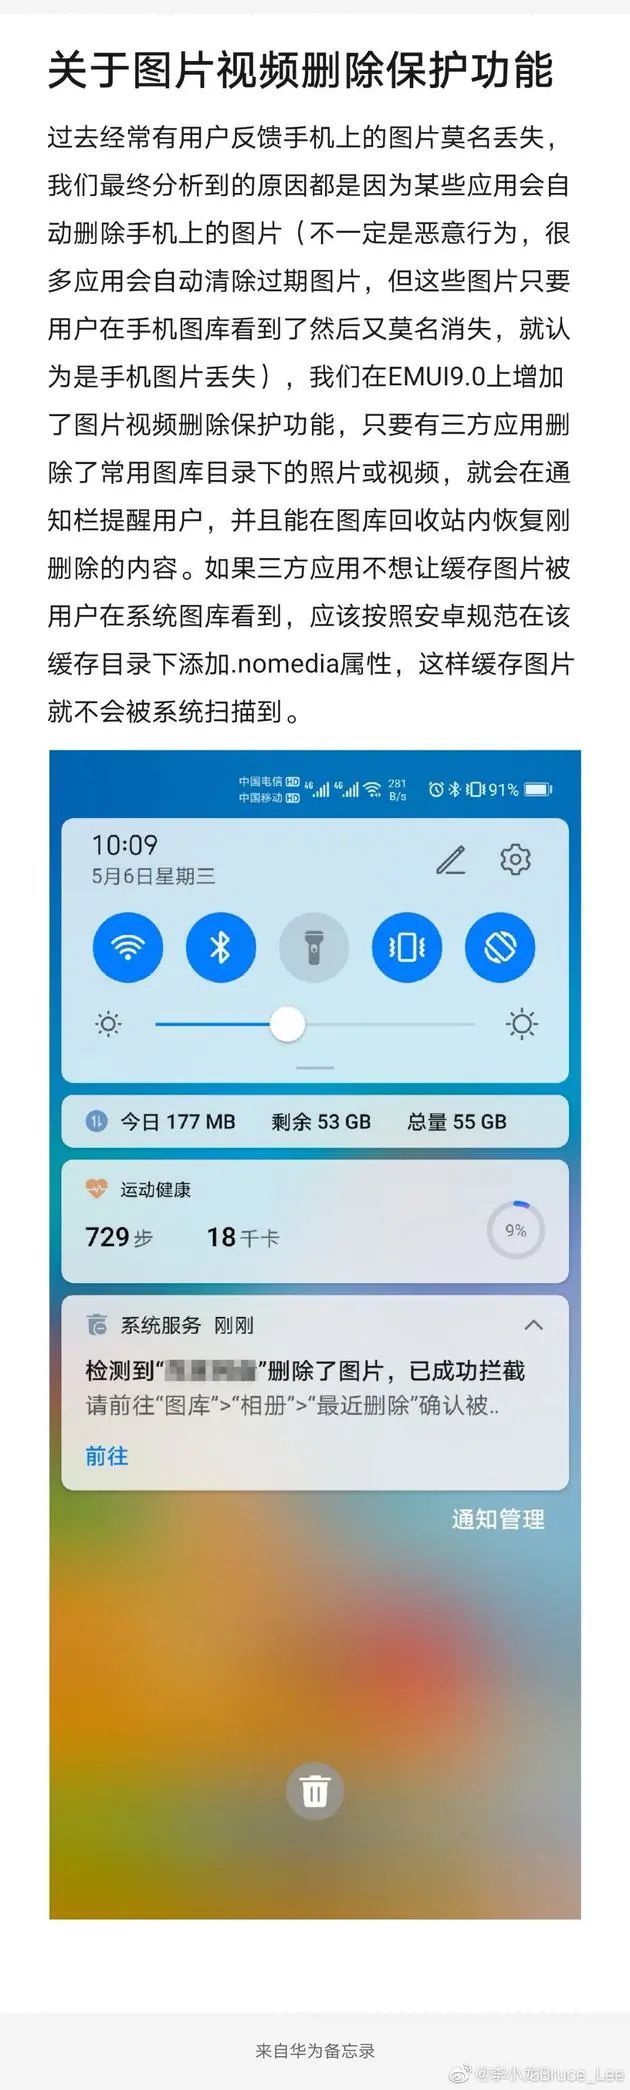 关于图片视频删除保护功能
过去经常有用户反馈手机上的图片莫名丢失，
我们最终分析到的原因都是因为某些应用会自
动删除手机上的图片（不一定是恶意行为，很
多应用会自动清除过期图片，但这些图片只要
用户在手机图库看到了然后又莫名消失，就认
为是手机图片丢失），我们在EMUI9.0上增加
了图片视频删除保护功能，只要有三方应用删
除了常用图库目录下的照片或视频，就会在通
知栏提醒用户，并且能在图库回收站内恢复刚
删除的内容。如果三方应用不想让缓存图片被
用户在系统图库看到，应该按照安卓规范在该
缓存目录下添加.nomedia属性，这样缓存图片
就不会被系统扫描到。
中国电信 HD 4G 4G 281 91%
中国移动 HD B/s
10:09
5月6日星期三
今日 177 MB 剩余 53 GB 总量 55 GB
运动健康
729 步 18 千卡 9%
系统服务 刚刚
检测到“”删除了图片，已成功拦截
请前往“图库”>“相册”>“最近删除”确认被..
前往
通知管理
来自华为备忘录
@李小龙Bruce_Lee